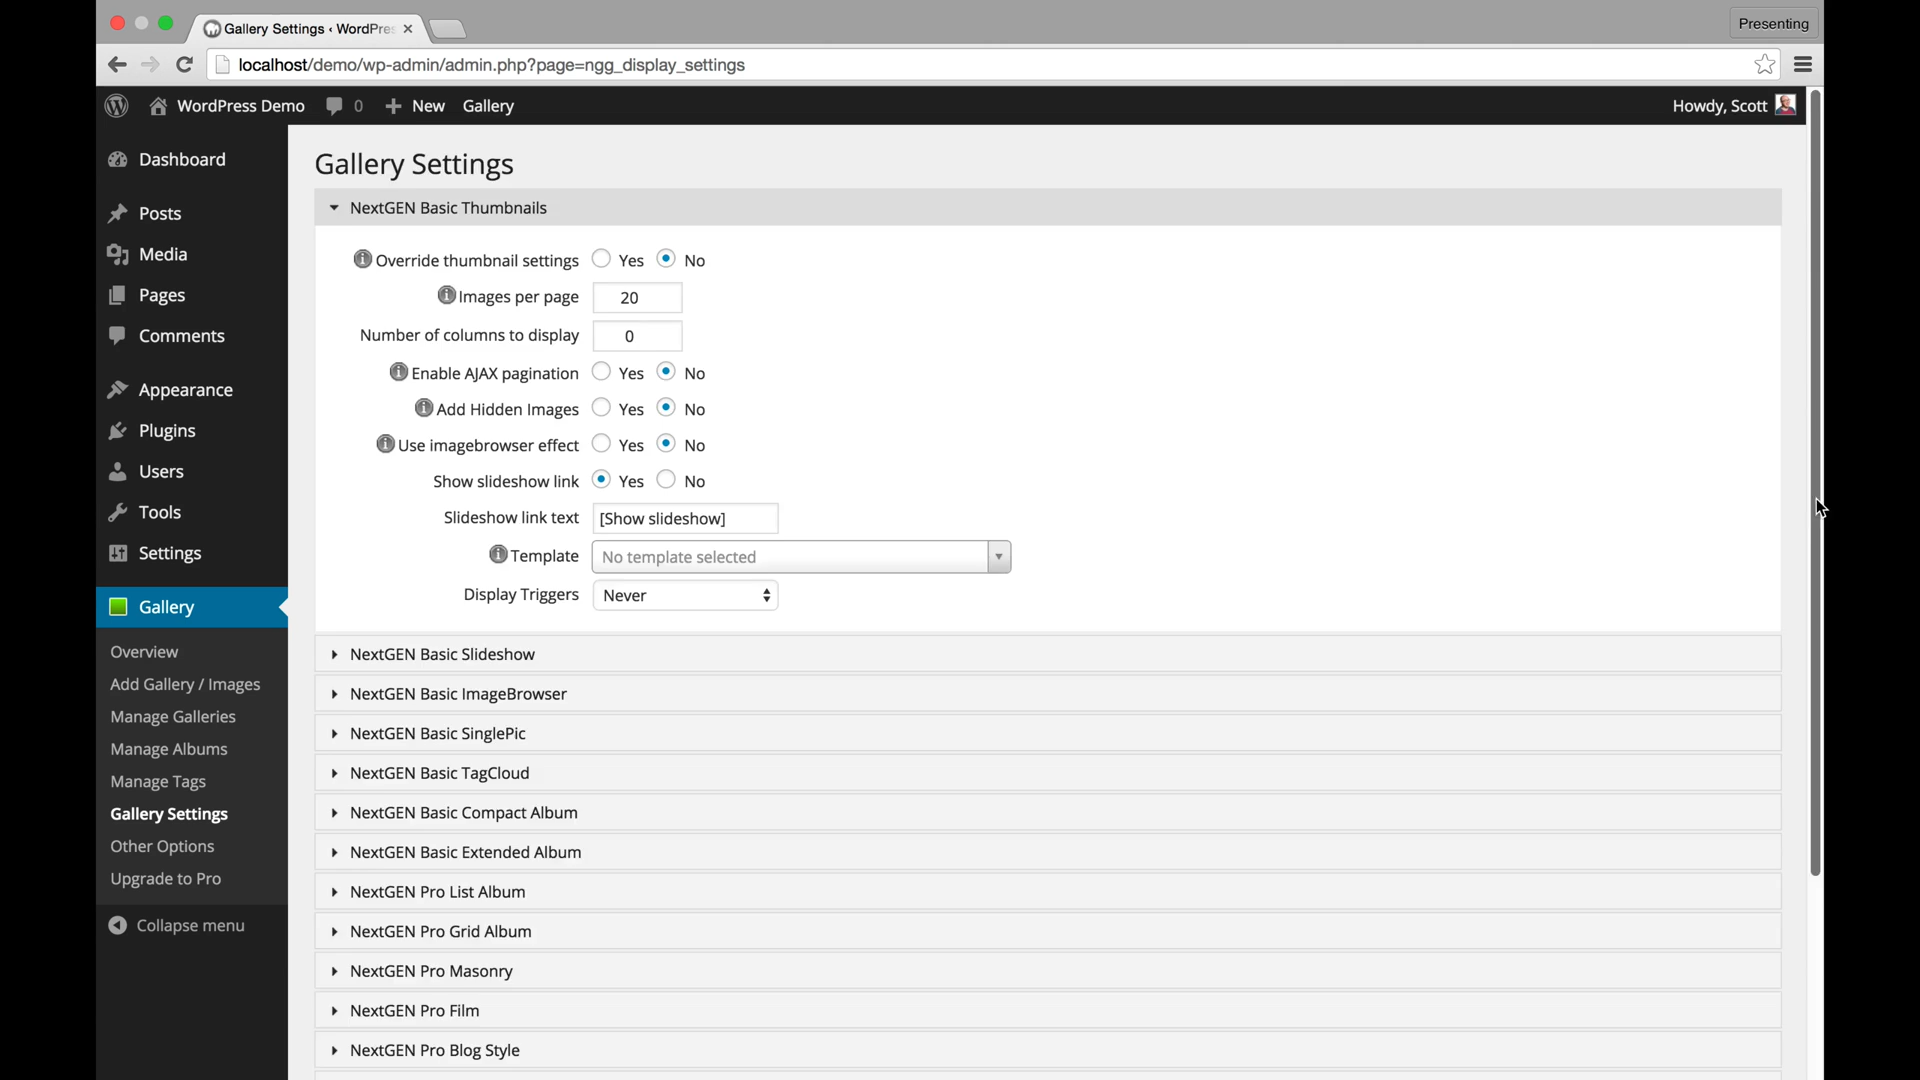 Gallery Settings ‹ WordPres
Presenting
localhost/demo/wp-admin/admin.php?page=ngg_display_settings
WordPress Demo 0 New Gallery Howdy, Scott
Dashboard
Posts
Media
Pages
Comments
Appearance
Plugins
Users
Tools
Settings
Gallery
Overview
Add Gallery / Images
Manage Galleries
Manage Albums
Manage Tags
Gallery Settings
Other Options
Upgrade to Pro
Collapse menu
Gallery Settings
NextGEN Basic Thumbnails
Override thumbnail settings Yes No
Images per page 20
Number of columns to display 0
Enable AJAX pagination Yes No
Add Hidden Images Yes No
Use imagebrowser effect Yes No
Show slideshow link Yes No
Slideshow link text [Show slideshow]
Template No template selected
Display Triggers Never
NextGEN Basic Slideshow
NextGEN Basic ImageBrowser
NextGEN Basic SinglePic
NextGEN Basic TagCloud
NextGEN Basic Compact Album
NextGEN Basic Extended Album
NextGEN Pro List Album
NextGEN Pro Grid Album
NextGEN Pro Masonry
NextGEN Pro Film
NextGEN Pro Blog Style